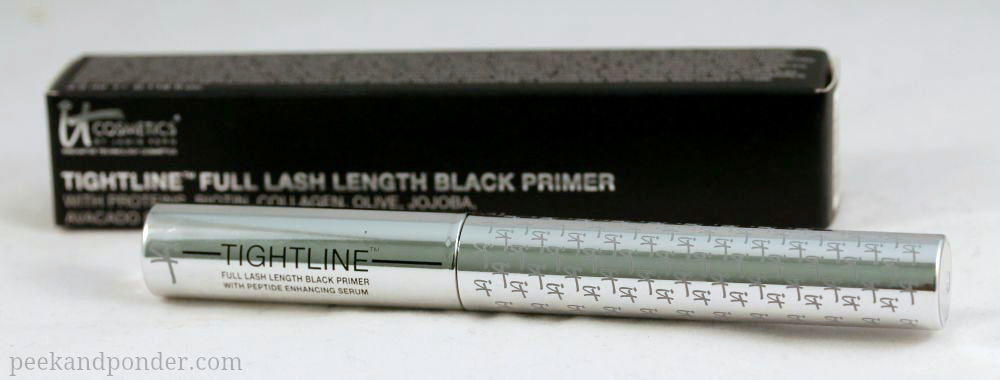 it
COSMETICS
TIGHTLINE™ FULL LASH LENGTH BLACK PRIMER
WITH PROTEINS, BIOTIN, COLLAGEN, OLIVE, JOJOBA,
AVACADO
TIGHTLINE™
FULL LASH LENGTH BLACK PRIMER
WITH PEPTIDE ENHANCING SERUM
peekandponder.com